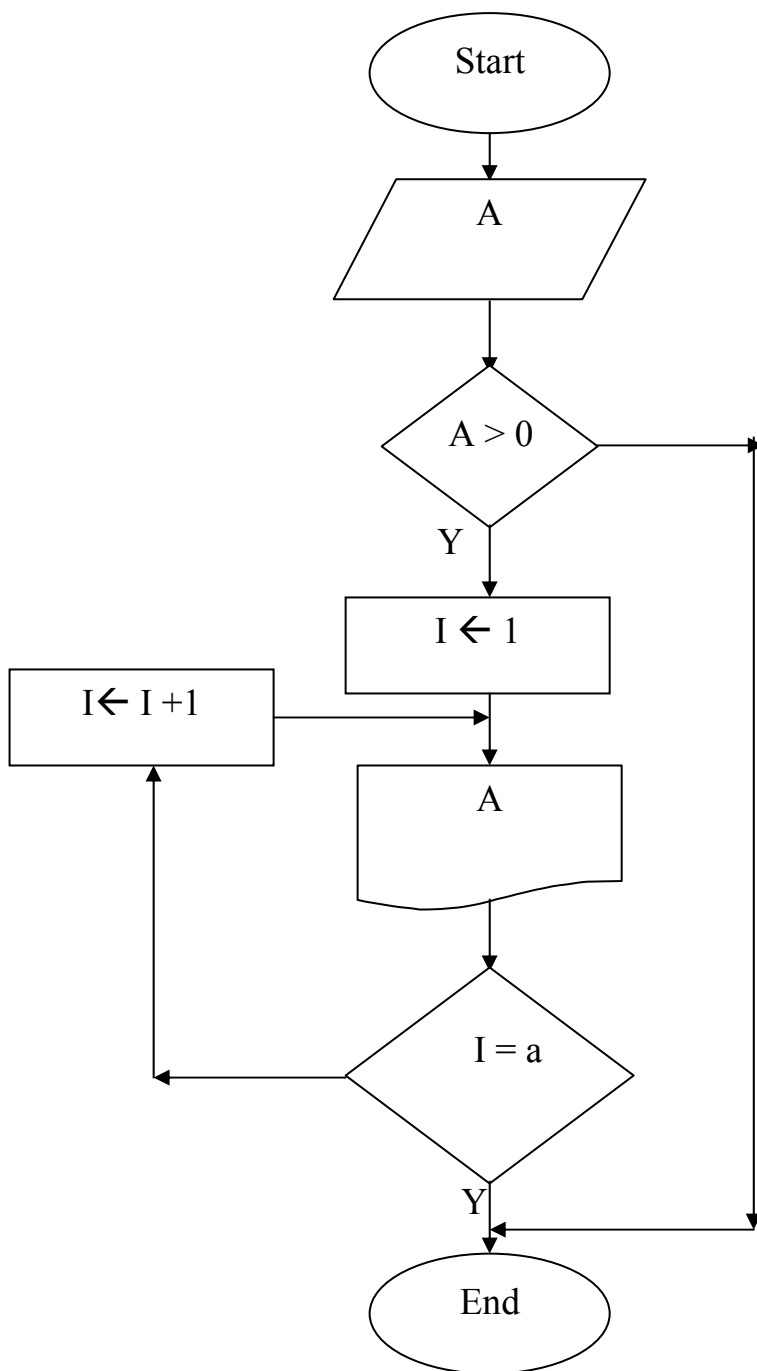 Start
A
A > 0
Y
I ← 1
I← I +1
A
I = a
Y
End